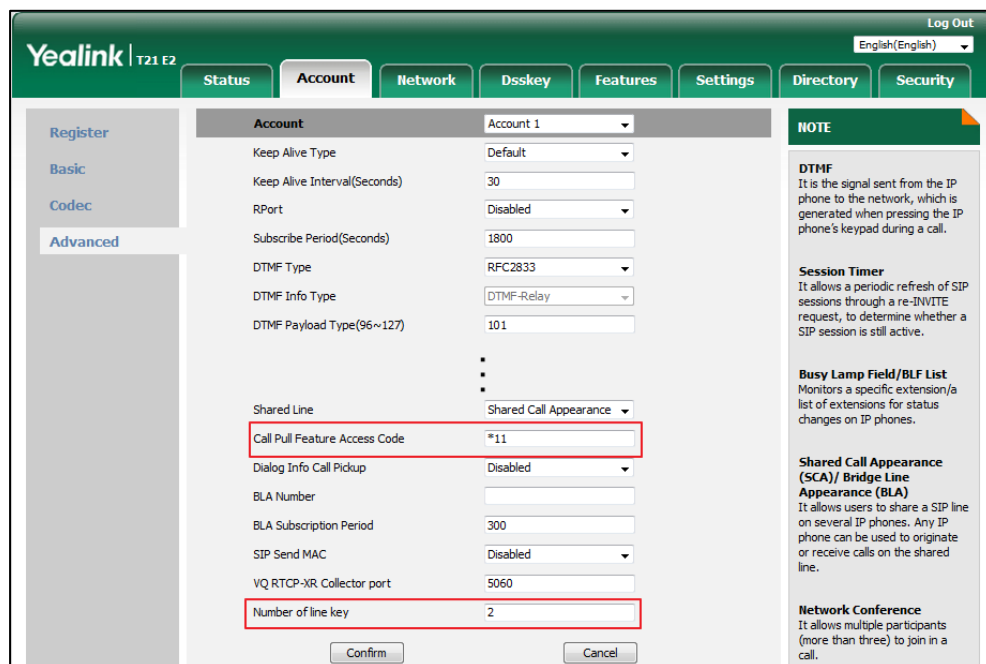 Log Out
Yealink | T21 E2
English(English)
Status Account Network Dsskey Features Settings Directory Security
Register
Basic
Codec
Advanced
Account Account 1
Keep Alive Type Default
Keep Alive Interval(Seconds) 30
RPort Disabled
Subscribe Period(Seconds) 1800
DTMF Type RFC2833
DTMF Info Type DTMF-Relay
DTMF Payload Type(96~127) 101
Shared Line Shared Call Appearance
Call Pull Feature Access Code *11
Dialog Info Call Pickup Disabled
BLA Number
BLA Subscription Period 300
SIP Send MAC Disabled
VQ RTCP-XR Collector port 5060
Number of line key 2
Confirm Cancel
NOTE
DTMF
It is the signal sent from the IP
phone to the network, which is
generated when pressing the IP
phone's keypad during a call.
Session Timer
It allows a periodic refresh of SIP
sessions through a re-INVITE
request, to determine whether a
SIP session is still active.
Busy Lamp Field/BLF List
Monitors a specific extension/a
list of extensions for status
changes on IP phones.
Shared Call Appearance
(SCA)/ Bridge Line
Appearance (BLA)
It allows users to share a SIP line
on several IP phones. Any IP
phone can be used to originate
or receive calls on the shared
line.
Network Conference
It allows multiple participants
(more than three) to join in a
call.